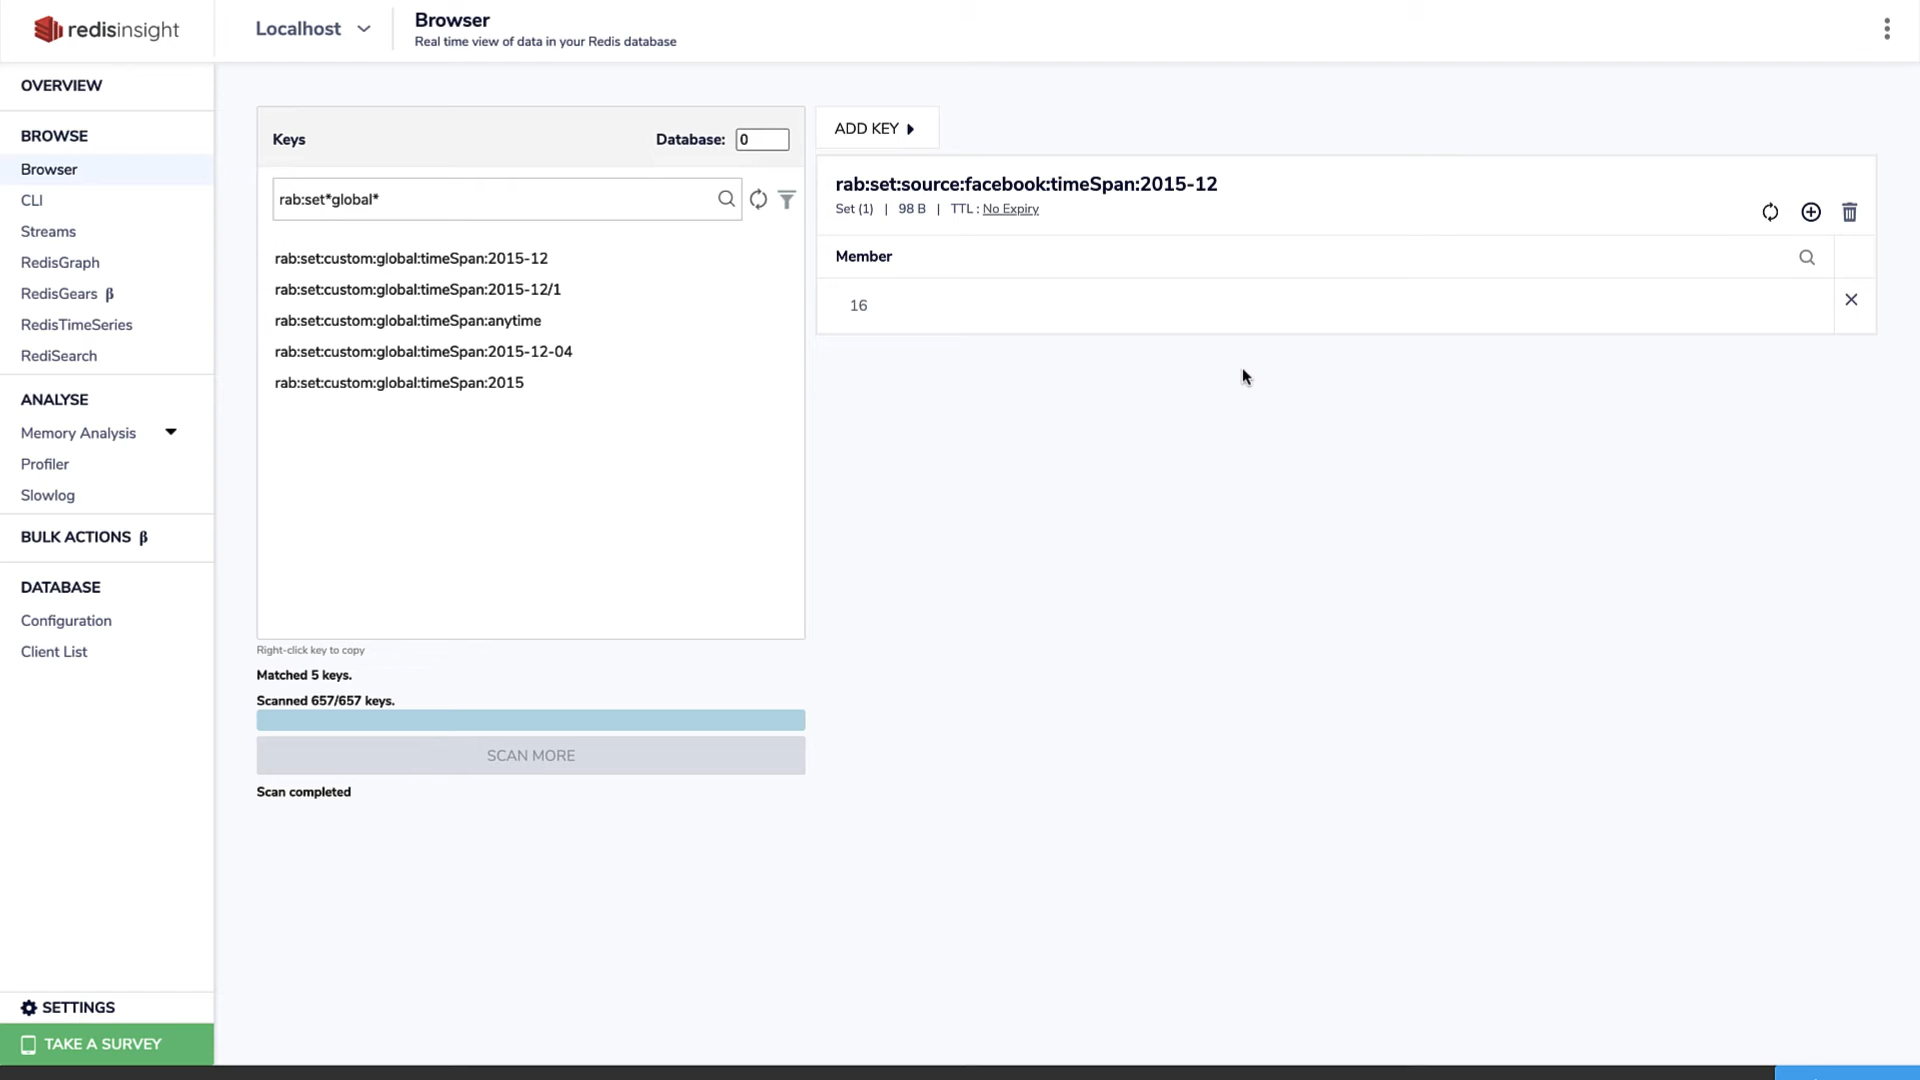 redisinsight
Localhost
Browser
Real time view of data in your Redis database
OVERVIEW
BROWSE
Browser
CLI
Streams
RedisGraph
RedisGears β
RedisTimeSeries
RediSearch
ANALYSE
Memory Analysis
Profiler
Slowlog
BULK ACTIONS β
DATABASE
Configuration
Client List
SETTINGS
TAKE A SURVEY
Keys
Database: 0
rab:set*global*
rab:set:custom:global:timeSpan:2015-12
rab:set:custom:global:timeSpan:2015-12/1
rab:set:custom:global:timeSpan:anytime
rab:set:custom:global:timeSpan:2015-12-04
rab:set:custom:global:timeSpan:2015
Right-click key to copy
Matched 5 keys.
Scanned 657/657 keys.
SCAN MORE
Scan completed
ADD KEY
rab:set:source:facebook:timeSpan:2015-12
Set (1) | 98 B | TTL : No Expiry
Member
16